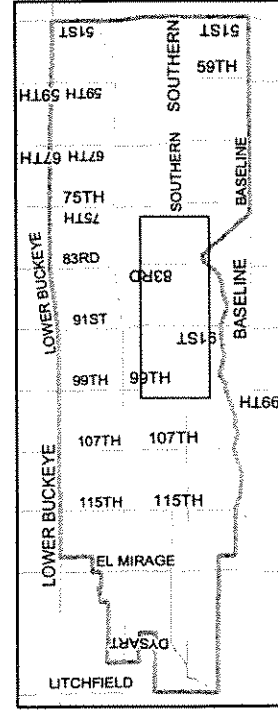 51ST
SOUTHERN
51ST
59TH
59TH
59TH
67TH
67TH
SOUTHERN
BASELINE
75TH
75TH
83RD
83RD
LOWER BUCKEYE
BASELINE
91ST
91ST
99TH
99TH
99TH
107TH
107TH
LOWER BUCKEYE
115TH
115TH
EL MIRAGE
DYSART
LITCHFIELD